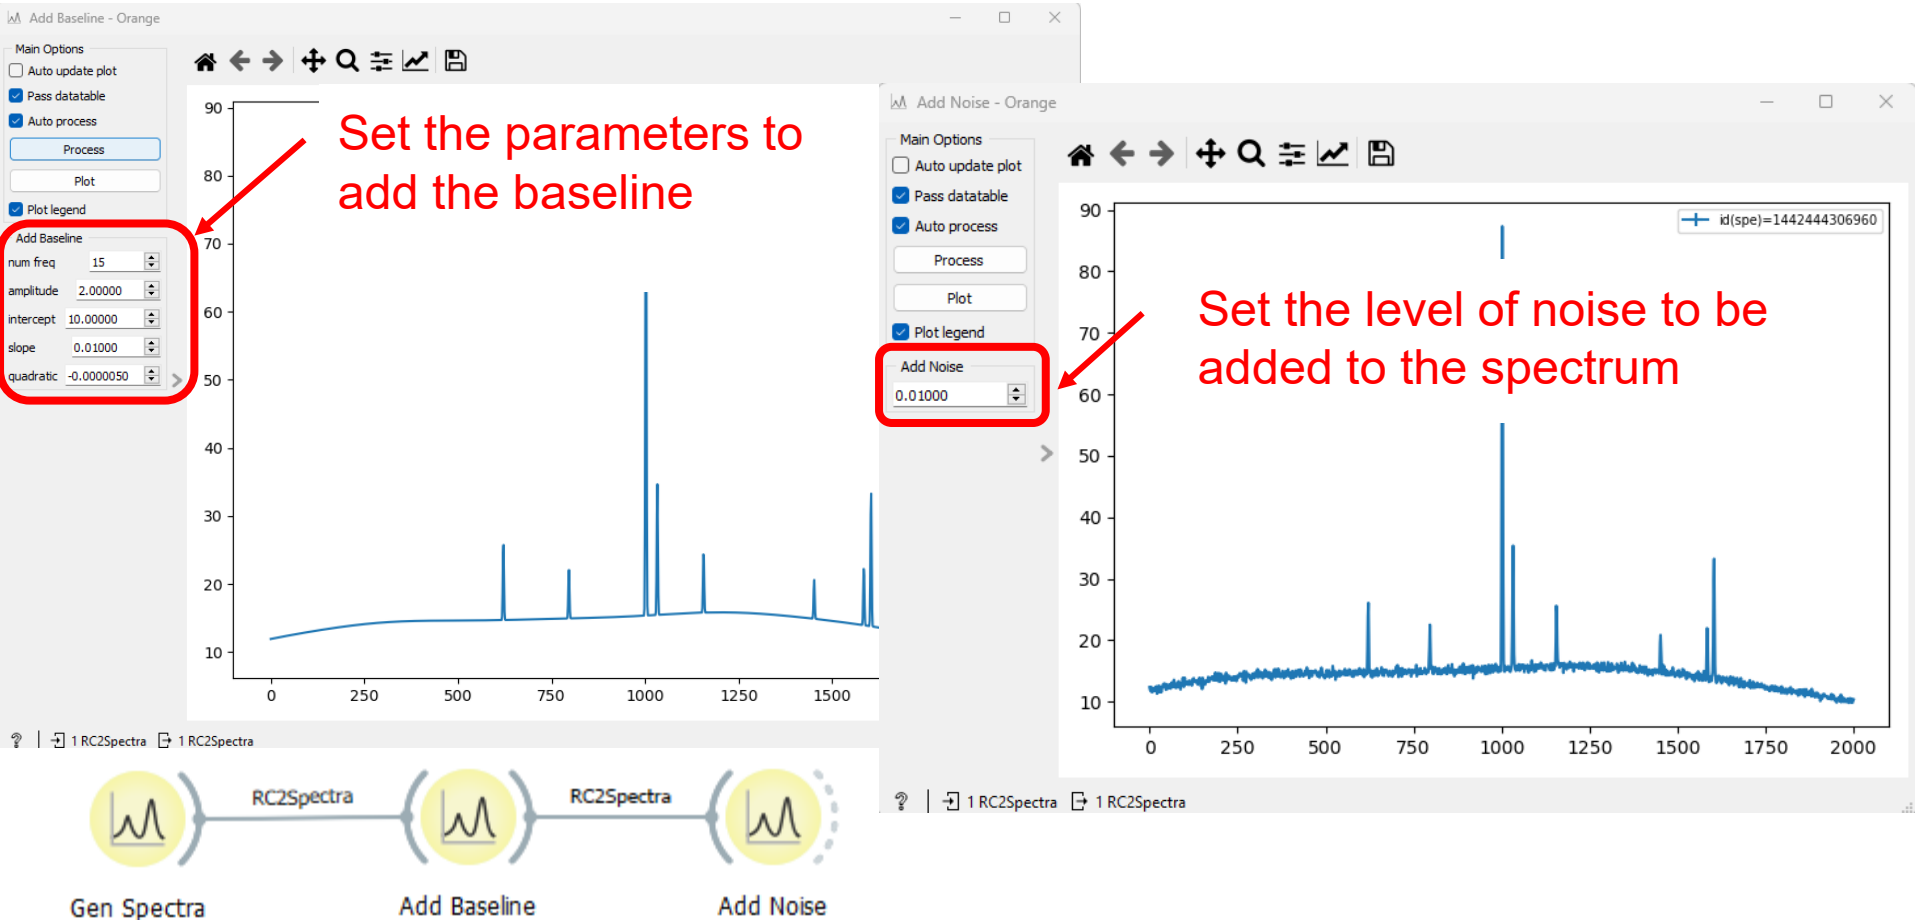 Add Baseline - Orange
Main Options
Auto update plot
Pass datatable
Auto process
Process
Plot
Plot legend
Add Baseline
num freq 15
amplitude 2.00000
intercept 10.00000
slope 0.01000
quadratic -0.0000050
90
80
70
60
50
40
30
20
10
0 250 500 750 1000 1250 1500
Set the parameters to
add the baseline
1 RC2Spectra 1 RC2Spectra
Add Noise - Orange
Main Options
Auto update plot
Pass datatable
Auto process
Process
Plot
Plot legend
Add Noise
0.01000
id(spe)=1442444306960
90
80
70
60
50
40
30
20
10
0 250 500 750 1000 1250 1500 1750 2000
Set the level of noise to be
added to the spectrum
1 RC2Spectra 1 RC2Spectra
RC2Spectra RC2Spectra
Gen Spectra Add Baseline Add Noise